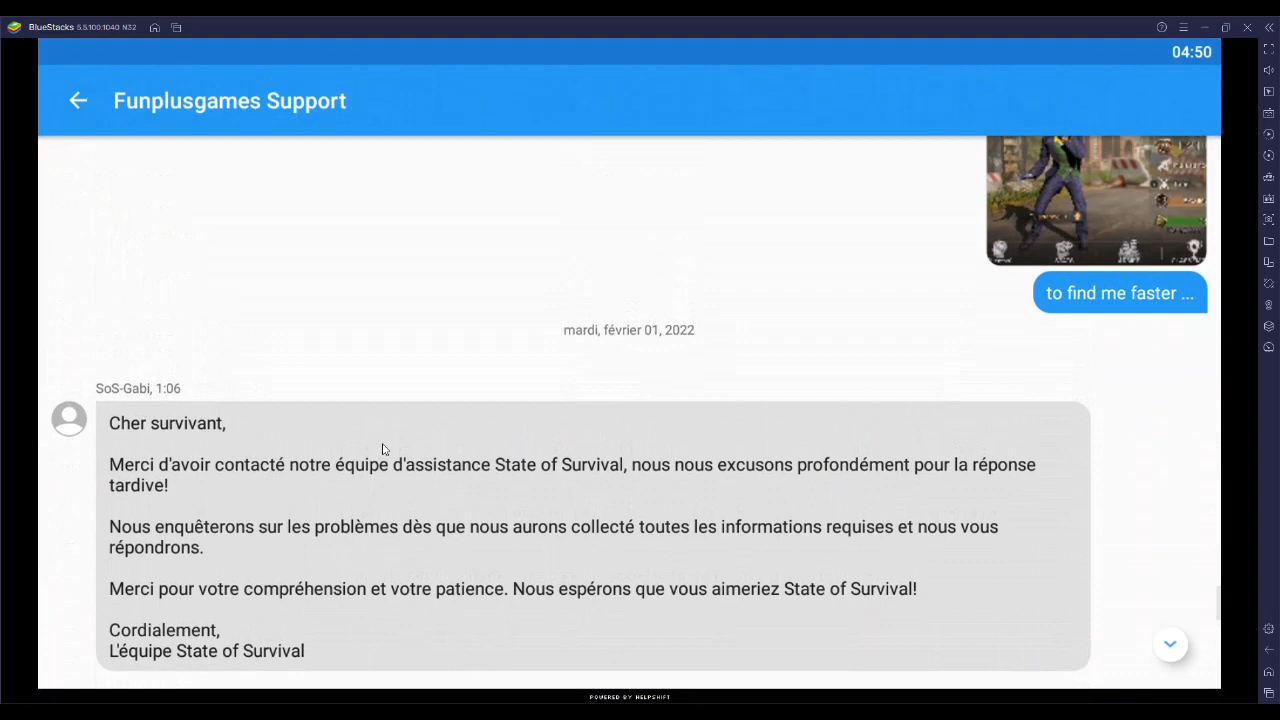 BlueStacks 5.5.100.1040 N32
04:50
Funplusgames Support
to find me faster ...
mardi, février 01, 2022
SoS-Gabi, 1:06
Cher survivant,
Merci d'avoir contacté notre équipe d'assistance State of Survival, nous nous excusons profondément pour la réponse
tardive!
Nous enquêterons sur les problèmes dès que nous aurons collecté toutes les informations requises et nous vous
répondrons.
Merci pour votre compréhension et votre patience. Nous espérons que vous aimeriez State of Survival!
Cordialement,
L'équipe State of Survival
POWERED BY HELPSHIFT